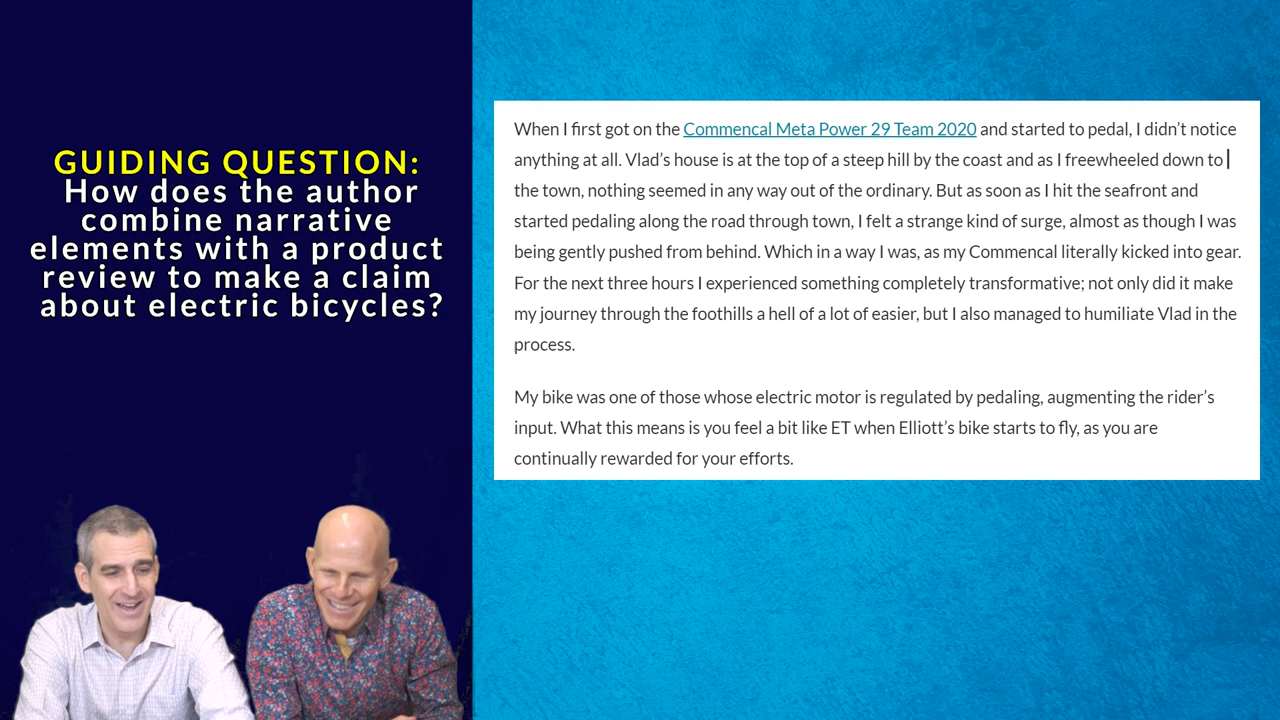 GUIDING QUESTION:
How does the author
combine narrative
elements with a product
review to make a claim
about electric bicycles?
When I first got on the Commencal Meta Power 29 Team 2020 and started to pedal, I didn’t notice
anything at all. Vlad’s house is at the top of a steep hill by the coast and as I freewheeled down to
the town, nothing seemed in any way out of the ordinary. But as soon as I hit the seafront and
started pedaling along the road through town, I felt a strange kind of surge, almost as though I was
being gently pushed from behind. Which in a way I was, as my Commencal literally kicked into gear.
For the next three hours I experienced something completely transformative; not only did it make
my journey through the foothills a hell of a lot of easier, but I also managed to humiliate Vlad in the
process.
My bike was one of those whose electric motor is regulated by pedaling, augmenting the rider’s
input. What this means is you feel a bit like ET when Elliott’s bike starts to fly, as you are
continually rewarded for your efforts.